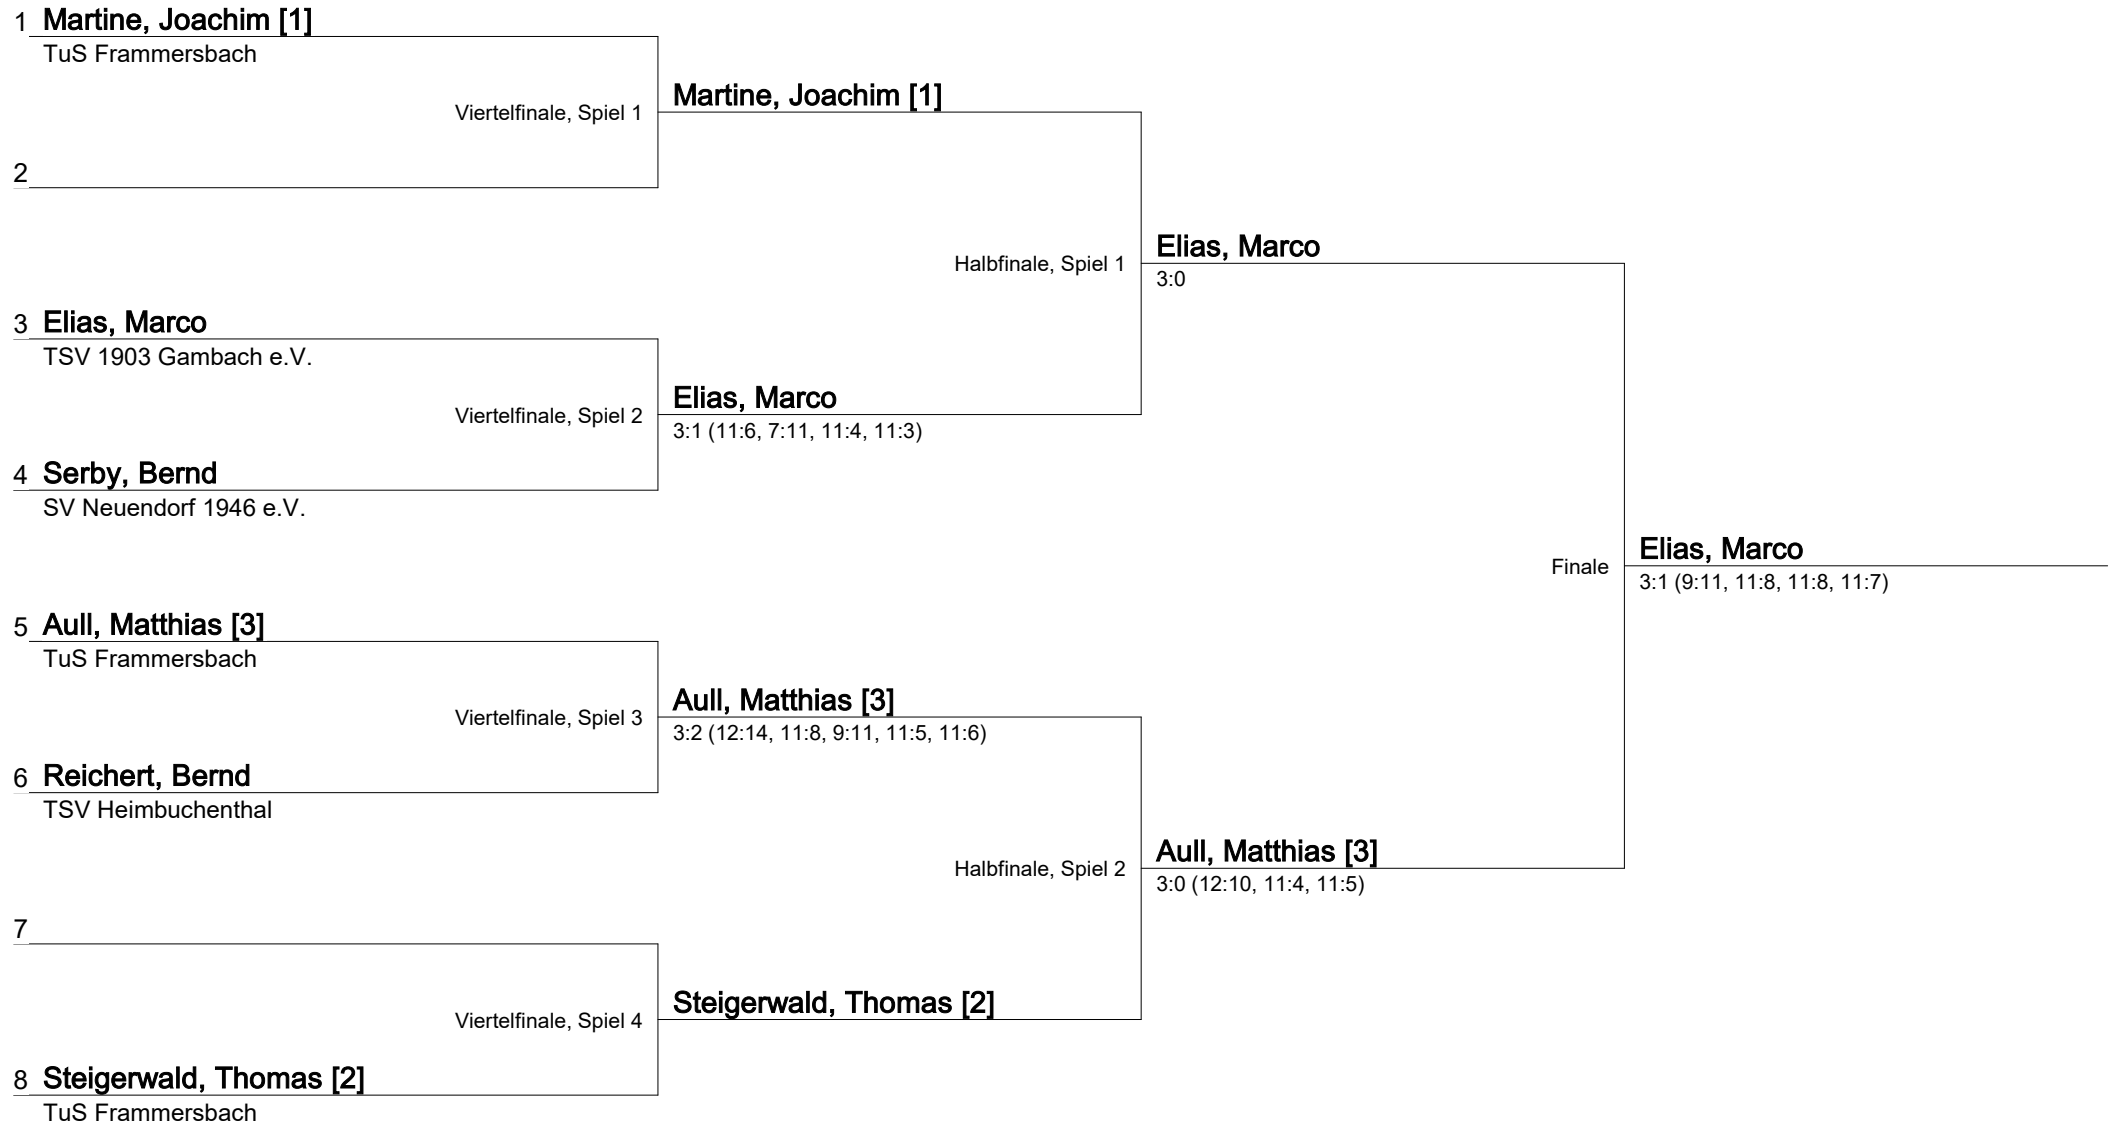 1 Martine, Joachim [1]
TuS Frammersbach
Viertelfinale, Spiel 1
Martine, Joachim [1]
2
Halbfinale, Spiel 1
Elias, Marco
3:0
3 Elias, Marco
TSV 1903 Gambach e.V.
Viertelfinale, Spiel 2
Elias, Marco
3:1 (11:6, 7:11, 11:4, 11:3)
4 Serby, Bernd
SV Neuendorf 1946 e.V.
Finale
Elias, Marco
3:1 (9:11, 11:8, 11:8, 11:7)
5 Aull, Matthias [3]
TuS Frammersbach
Viertelfinale, Spiel 3
Aull, Matthias [3]
3:2 (12:14, 11:8, 9:11, 11:5, 11:6)
6 Reichert, Bernd
TSV Heimbuchenthal
Halbfinale, Spiel 2
Aull, Matthias [3]
3:0 (12:10, 11:4, 11:5)
7
Viertelfinale, Spiel 4
Steigerwald, Thomas [2]
8 Steigerwald, Thomas [2]
TuS Frammersbach